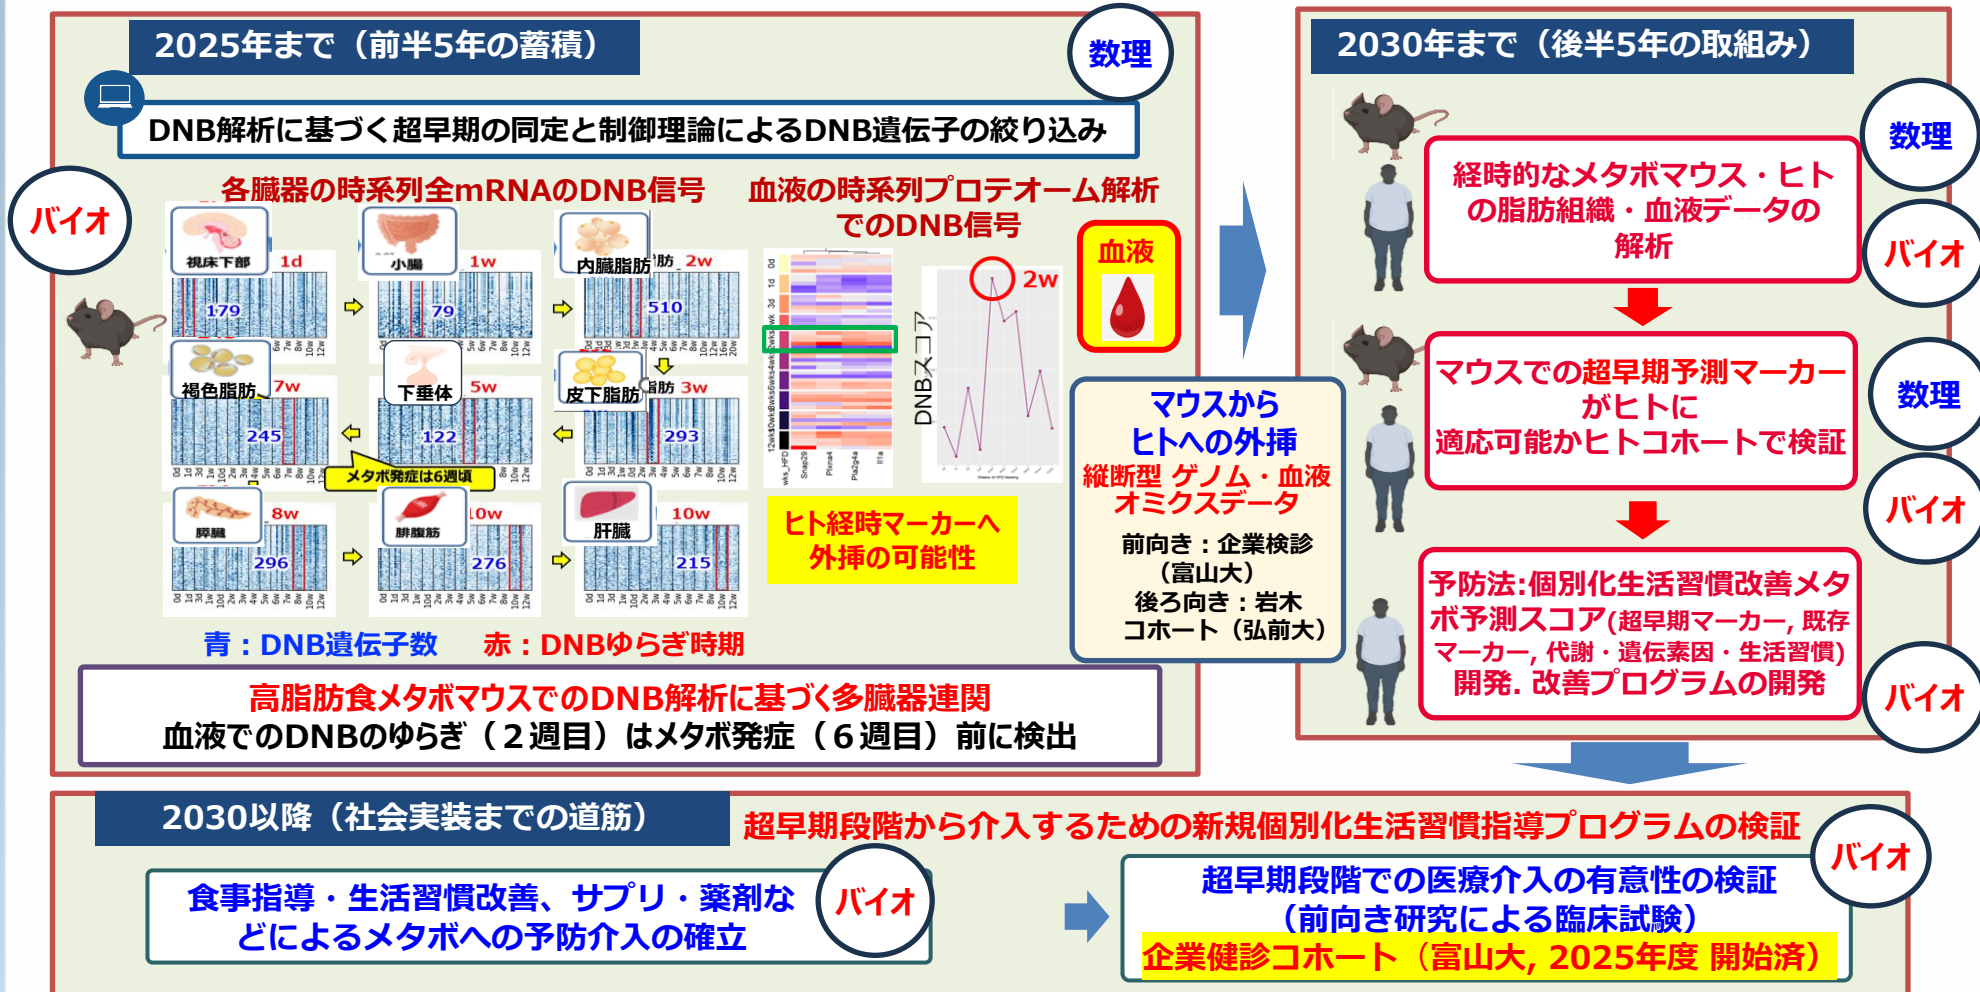 2025年まで（前半5年の蓄積）
数理
DNB解析に基づく超早期の同定と制御理論によるDNB遺伝子の絞り込み
バイオ
各臓器の時系列全mRNAのDNB信号
視床下部
1d
179
小腸
1w
79
内臓脂肪
肪 2w
510
褐色脂肪
7w
245
下垂体
5w
122
皮下脂肪
脂肪 3w
293
メタボ発症は6週頃
膵臓
8w
296
腓腹筋
10w
276
肝臓
10w
215
0d 1d 3d 1w 10d 2w 3w 4w 5w 6w 7w 8w 10w 12w
青：DNB遺伝子数
赤：DNBゆらぎ時期
血液の時系列プロテオーム解析
でのDNB信号
0d
1d
3d
wks_HFD
Snap29
Plxna4
Pla2g4a
Il1a
DNBスコア
2w
Weeks of HFD feeding
血液
ヒト経時マーカーへ
外挿の可能性
高脂肪食メタボマウスでのDNB解析に基づく多臓器連関
血液でのDNBのゆらぎ（２週目）はメタボ発症（６週目）前に検出
マウスから
ヒトへの外挿
縦断型 ゲノム・血液
オミクスデータ
前向き：企業検診
（富山大）
後ろ向き：岩木
コホート（弘前大）
2030年まで（後半5年の取組み）
数理
経時的なメタボマウス・ヒト
の脂肪組織・血液データの
解析
バイオ
マウスでの超早期予測マーカー
がヒトに
適応可能かヒトコホートで検証
数理
バイオ
予防法:個別化生活習慣改善メタ
ボ予測スコア(超早期マーカー, 既存
マーカー, 代謝・遺伝素因・生活習慣)
開発. 改善プログラムの開発
バイオ
2030以降（社会実装までの道筋）
超早期段階から介入するための新規個別化生活習慣指導プログラムの検証
食事指導・生活習慣改善、サプリ・薬剤な
どによるメタボへの予防介入の確立
バイオ
超早期段階での医療介入の有意性の検証
（前向き研究による臨床試験）
企業健診コホート（富山大, 2025年度 開始済）
バイオ